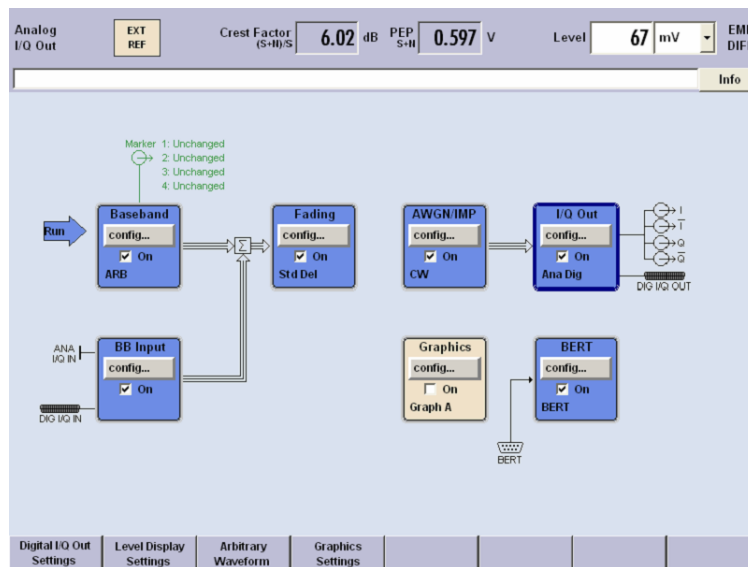 Analog
I/Q Out
EXT
REF
Crest Factor
(S+N)/S
6.02 dB
PEP
S+N
0.597 V
Level 67 mV
Info
Marker 1: Unchanged
2: Unchanged
3: Unchanged
4: Unchanged
Run
Baseband
config...
On
ARB
Σ
Fading
config...
On
Std Del
AWGN/IMP
config...
On
CW
I/Q Out
config...
On
Ana Dig
I
I
Q
Q
DIG I/Q OUT
ANA
I/Q IN
DIG I/Q IN
BB Input
config...
On
Graphics
config...
On
Graph A
BERT
config...
On
BERT
BERT
Digital I/Q Out
Settings
Level Display
Settings
Arbitrary
Waveform
Graphics
Settings